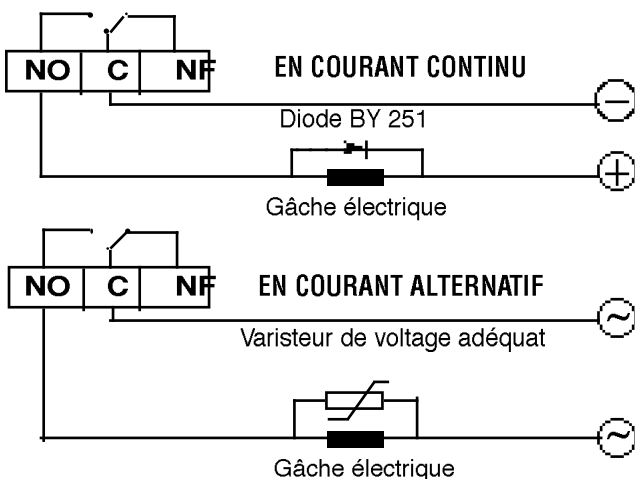 NO C NF
EN COURANT CONTINU
−
Diode BY 251
+
Gâche électrique
NO C NF
EN COURANT ALTERNATIF
~
Varisteur de voltage adéquat
~
Gâche électrique